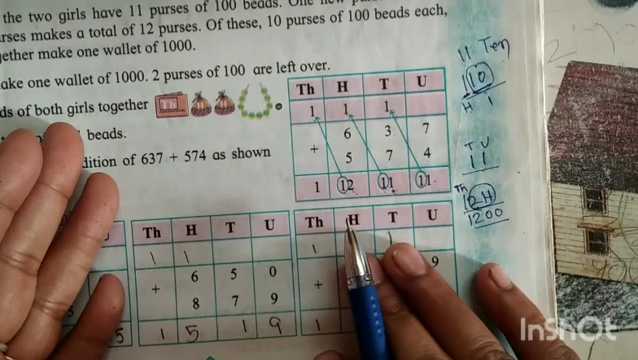 the two girls have 11 purses of 100 beads. One new
rses makes a total of 12 purses. Of these, 10 purses of 100 beads each,
gether make one wallet of 1000.
ake one wallet of 1000. 2 purses of 100 are left over.
ds of both girls together Th
beads.
dition of 637 + 574 as shown
Th H T U
1 1 1
6 3 7
+ 5 7 4
1 12 11 11
11 Ten
10
H 1
T U
1 1
Th
12 H
1200
U
5
Th H T U
1 1
6 5 0
+ 8 7 9
1 5 1 9
Th H T U
1 1
9
+
1
InShOt